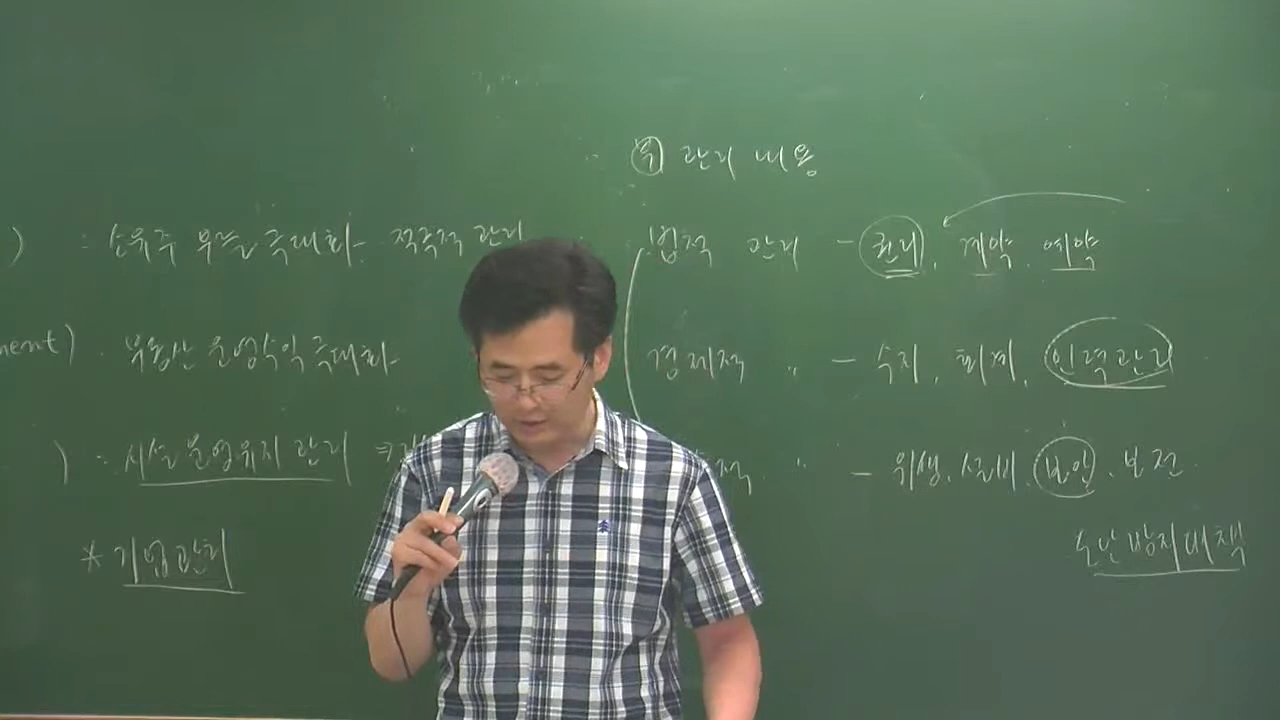 ) : 소유주 부를 극대화. 적극적 관리
ment). 부동산 운영수익 극대화
) : 시설 운영유지 관리
* 기업관리
관리 내용
법적 관리 - 권리, 계약, 예약
경제적 〃 - 수지, 회계, 인력관리
적 〃 - 위생, 설비, 보안, 보전
도난방지대책